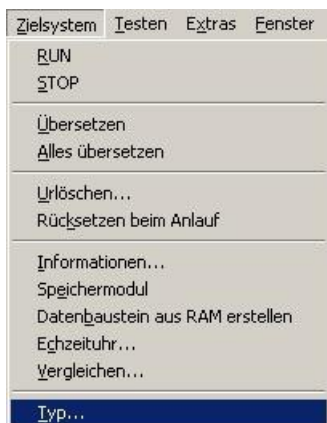 Zielsystem Testen Extras Fenster
RUN
STOP
Übersetzen
Alles übersetzen
Urlöschen...
Rücksetzen beim Anlauf
Informationen...
Speichermodul
Datenbaustein aus RAM erstellen
Echzeituhr...
Vergleichen...
Typ...